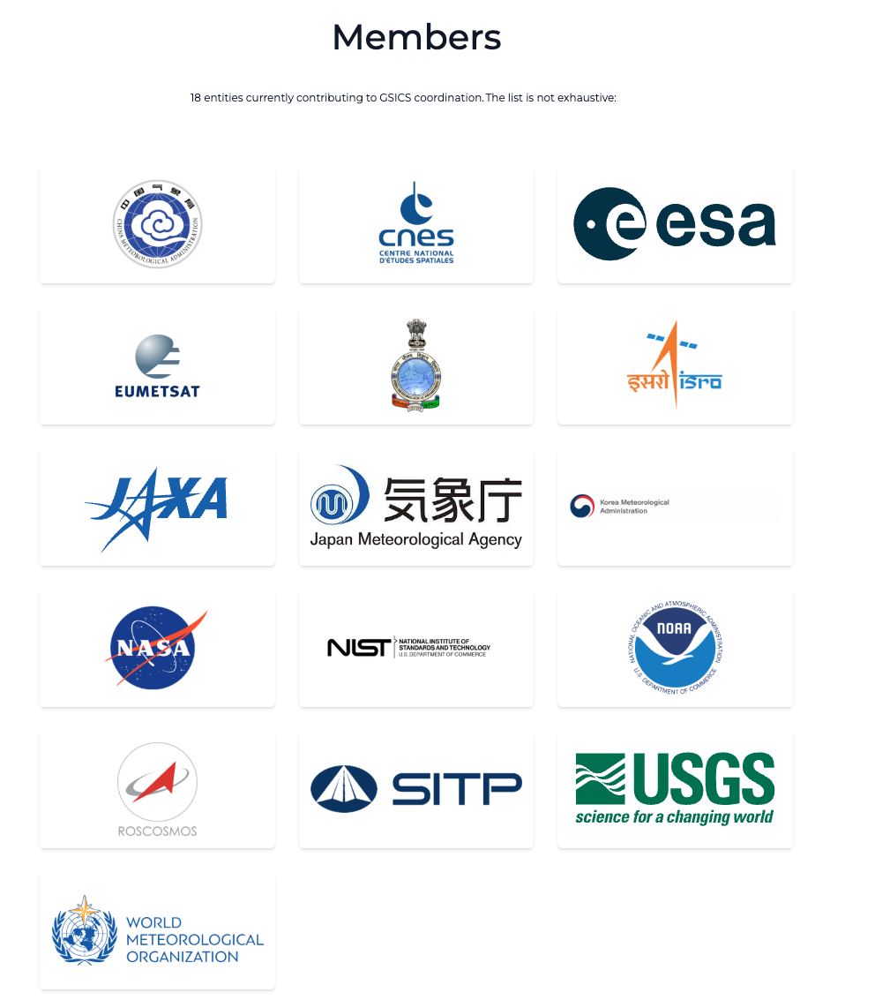 Members
18 entities currently contributing to GSICS coordination. The list is not exhaustive:
中国气象局
CHINA METEOROLOGICAL ADMINISTRATION
cnes
CENTRE NATIONAL
D'ÉTUDES SPATIALES
esa
EUMETSAT
इसरो isro
JAXA
気象庁
Japan Meteorological Agency
Korea Meteorological
Administration
NASA
NIST
NATIONAL INSTITUTE OF
STANDARDS AND TECHNOLOGY
U.S. DEPARTMENT OF COMMERCE
NATIONAL OCEANIC AND ATMOSPHERIC ADMINISTRATION
NOAA
U.S. DEPARTMENT OF COMMERCE
ROSCOSMOS
SITP
USGS
science for a changing world
WORLD
METEOROLOGICAL
ORGANIZATION